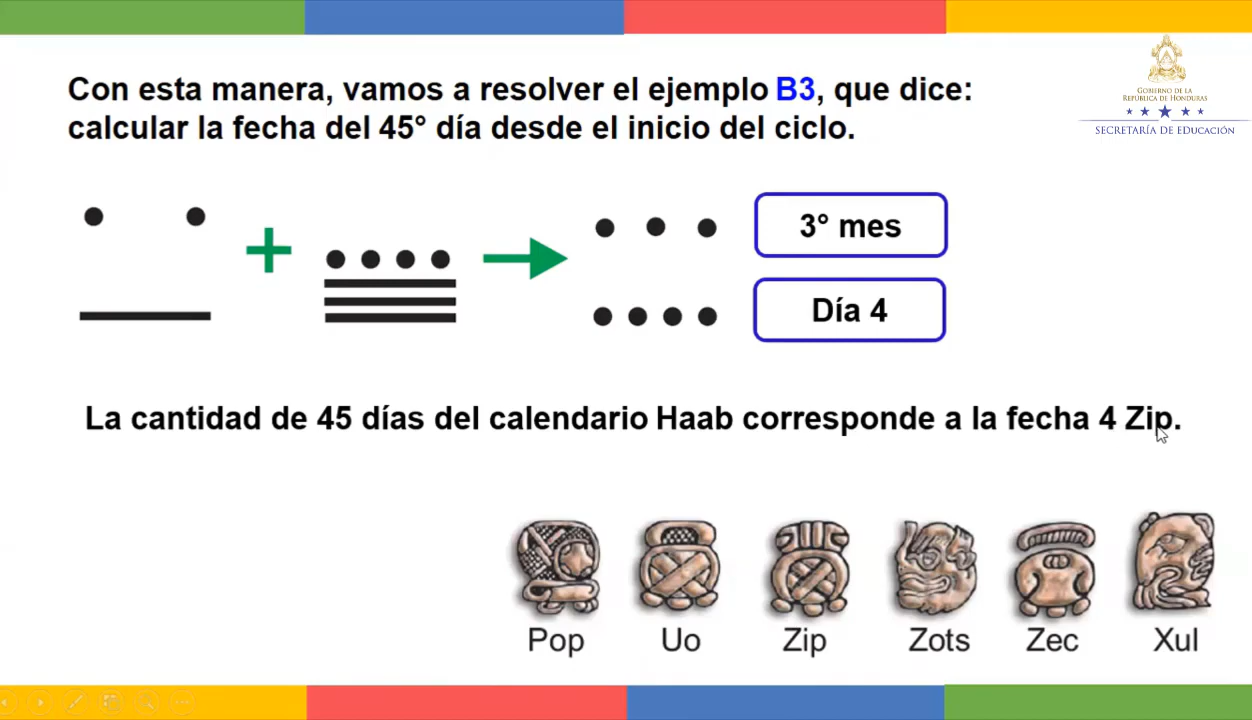 Con esta manera, vamos a resolver el ejemplo B3, que dice:
calcular la fecha del 45° día desde el inicio del ciclo.
GOBIERNO DE LA
REPÚBLICA DE HONDURAS
SECRETARÍA DE EDUCACIÓN
3° mes
Día 4
La cantidad de 45 días del calendario Haab corresponde a la fecha 4 Zip.
Pop Uo Zip Zots Zec Xul